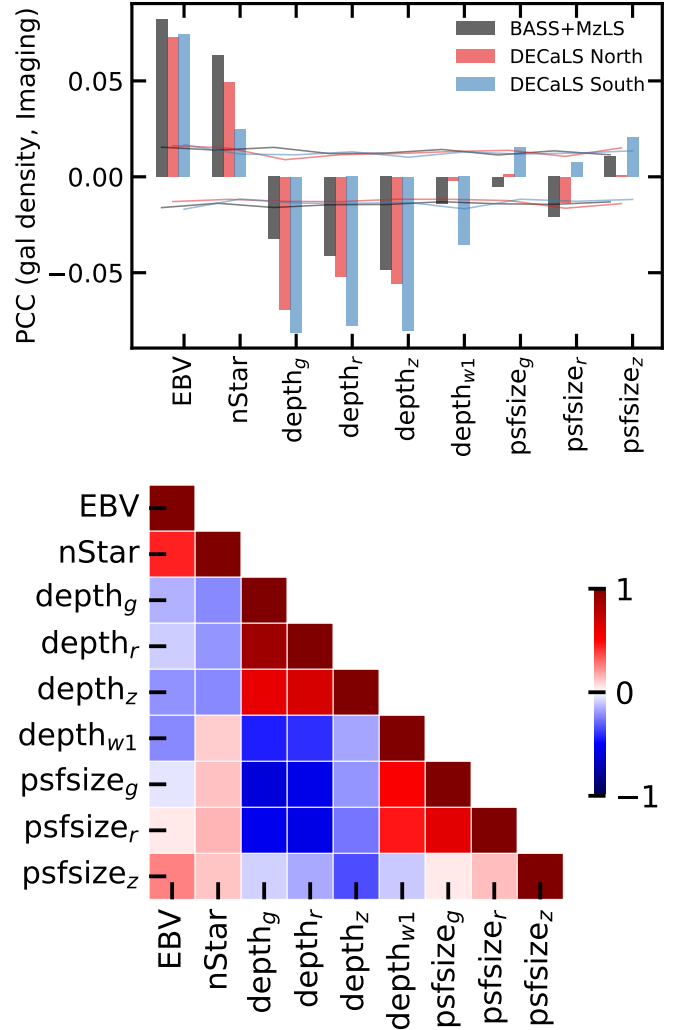 PCC (gal density, Imaging)
0.05
0.00
−0.05
BASS+MzLS
DECaLS North
DECaLS South
EBV
nStar
depth_g
depth_r
depth_z
depth_w1
psfsize_g
psfsize_r
psfsize_z
EBV
nStar
depth_g
depth_r
depth_z
depth_w1
psfsize_g
psfsize_r
psfsize_z
1
0
−1
EBV
nStar
depth_g
depth_r
depth_z
depth_w1
psfsize_g
psfsize_r
psfsize_z